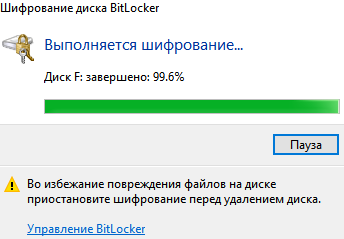 Шифрование диска BitLocker
Выполняется шифрование...
Диск F: завершено: 99.6%
Пауза
Во избежание повреждения файлов на диске
приостановите шифрование перед удалением диска.
Управление BitLocker